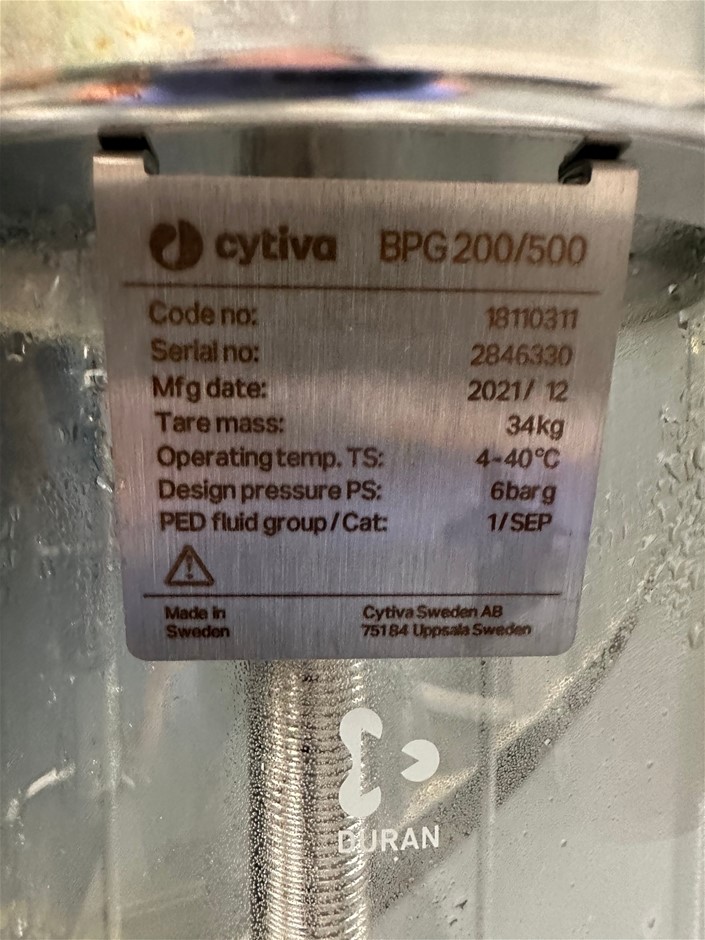 cytiva BPG 200/500
Code no: 18110311
Serial no: 2846330
Mfg date: 2021/ 12
Tare mass: 34kg
Operating temp. TS: 4-40°C
Design pressure PS: 6barg
PED fluid group/Cat: 1/SEP
Made in Cytiva Sweden AB
Sweden 751 84 Uppsala Sweden
DURAN